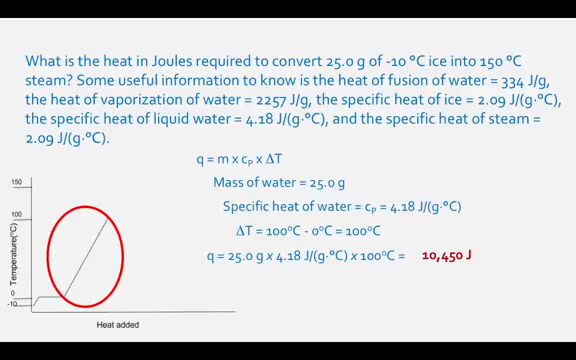 What is the heat in Joules required to convert 25.0 g of -10 °C ice into 150 °C
steam? Some useful information to know is the heat of fusion of water = 334 J/g,
the heat of vaporization of water = 2257 J/g, the specific heat of ice = 2.09 J/(g·°C),
the specific heat of liquid water = 4.18 J/(g·°C), and the specific heat of steam =
2.09 J/(g·°C).
q = m x cₚ x ΔT
Mass of water = 25.0 g
Specific heat of water = cₚ = 4.18 J/(g·°C)
ΔT = 100°C - 0°C = 100°C
q = 25.0 g x 4.18 J/(g·°C) x 100°C = 10,450 J
150
100
Temperature(°C)
0
-10
Heat added